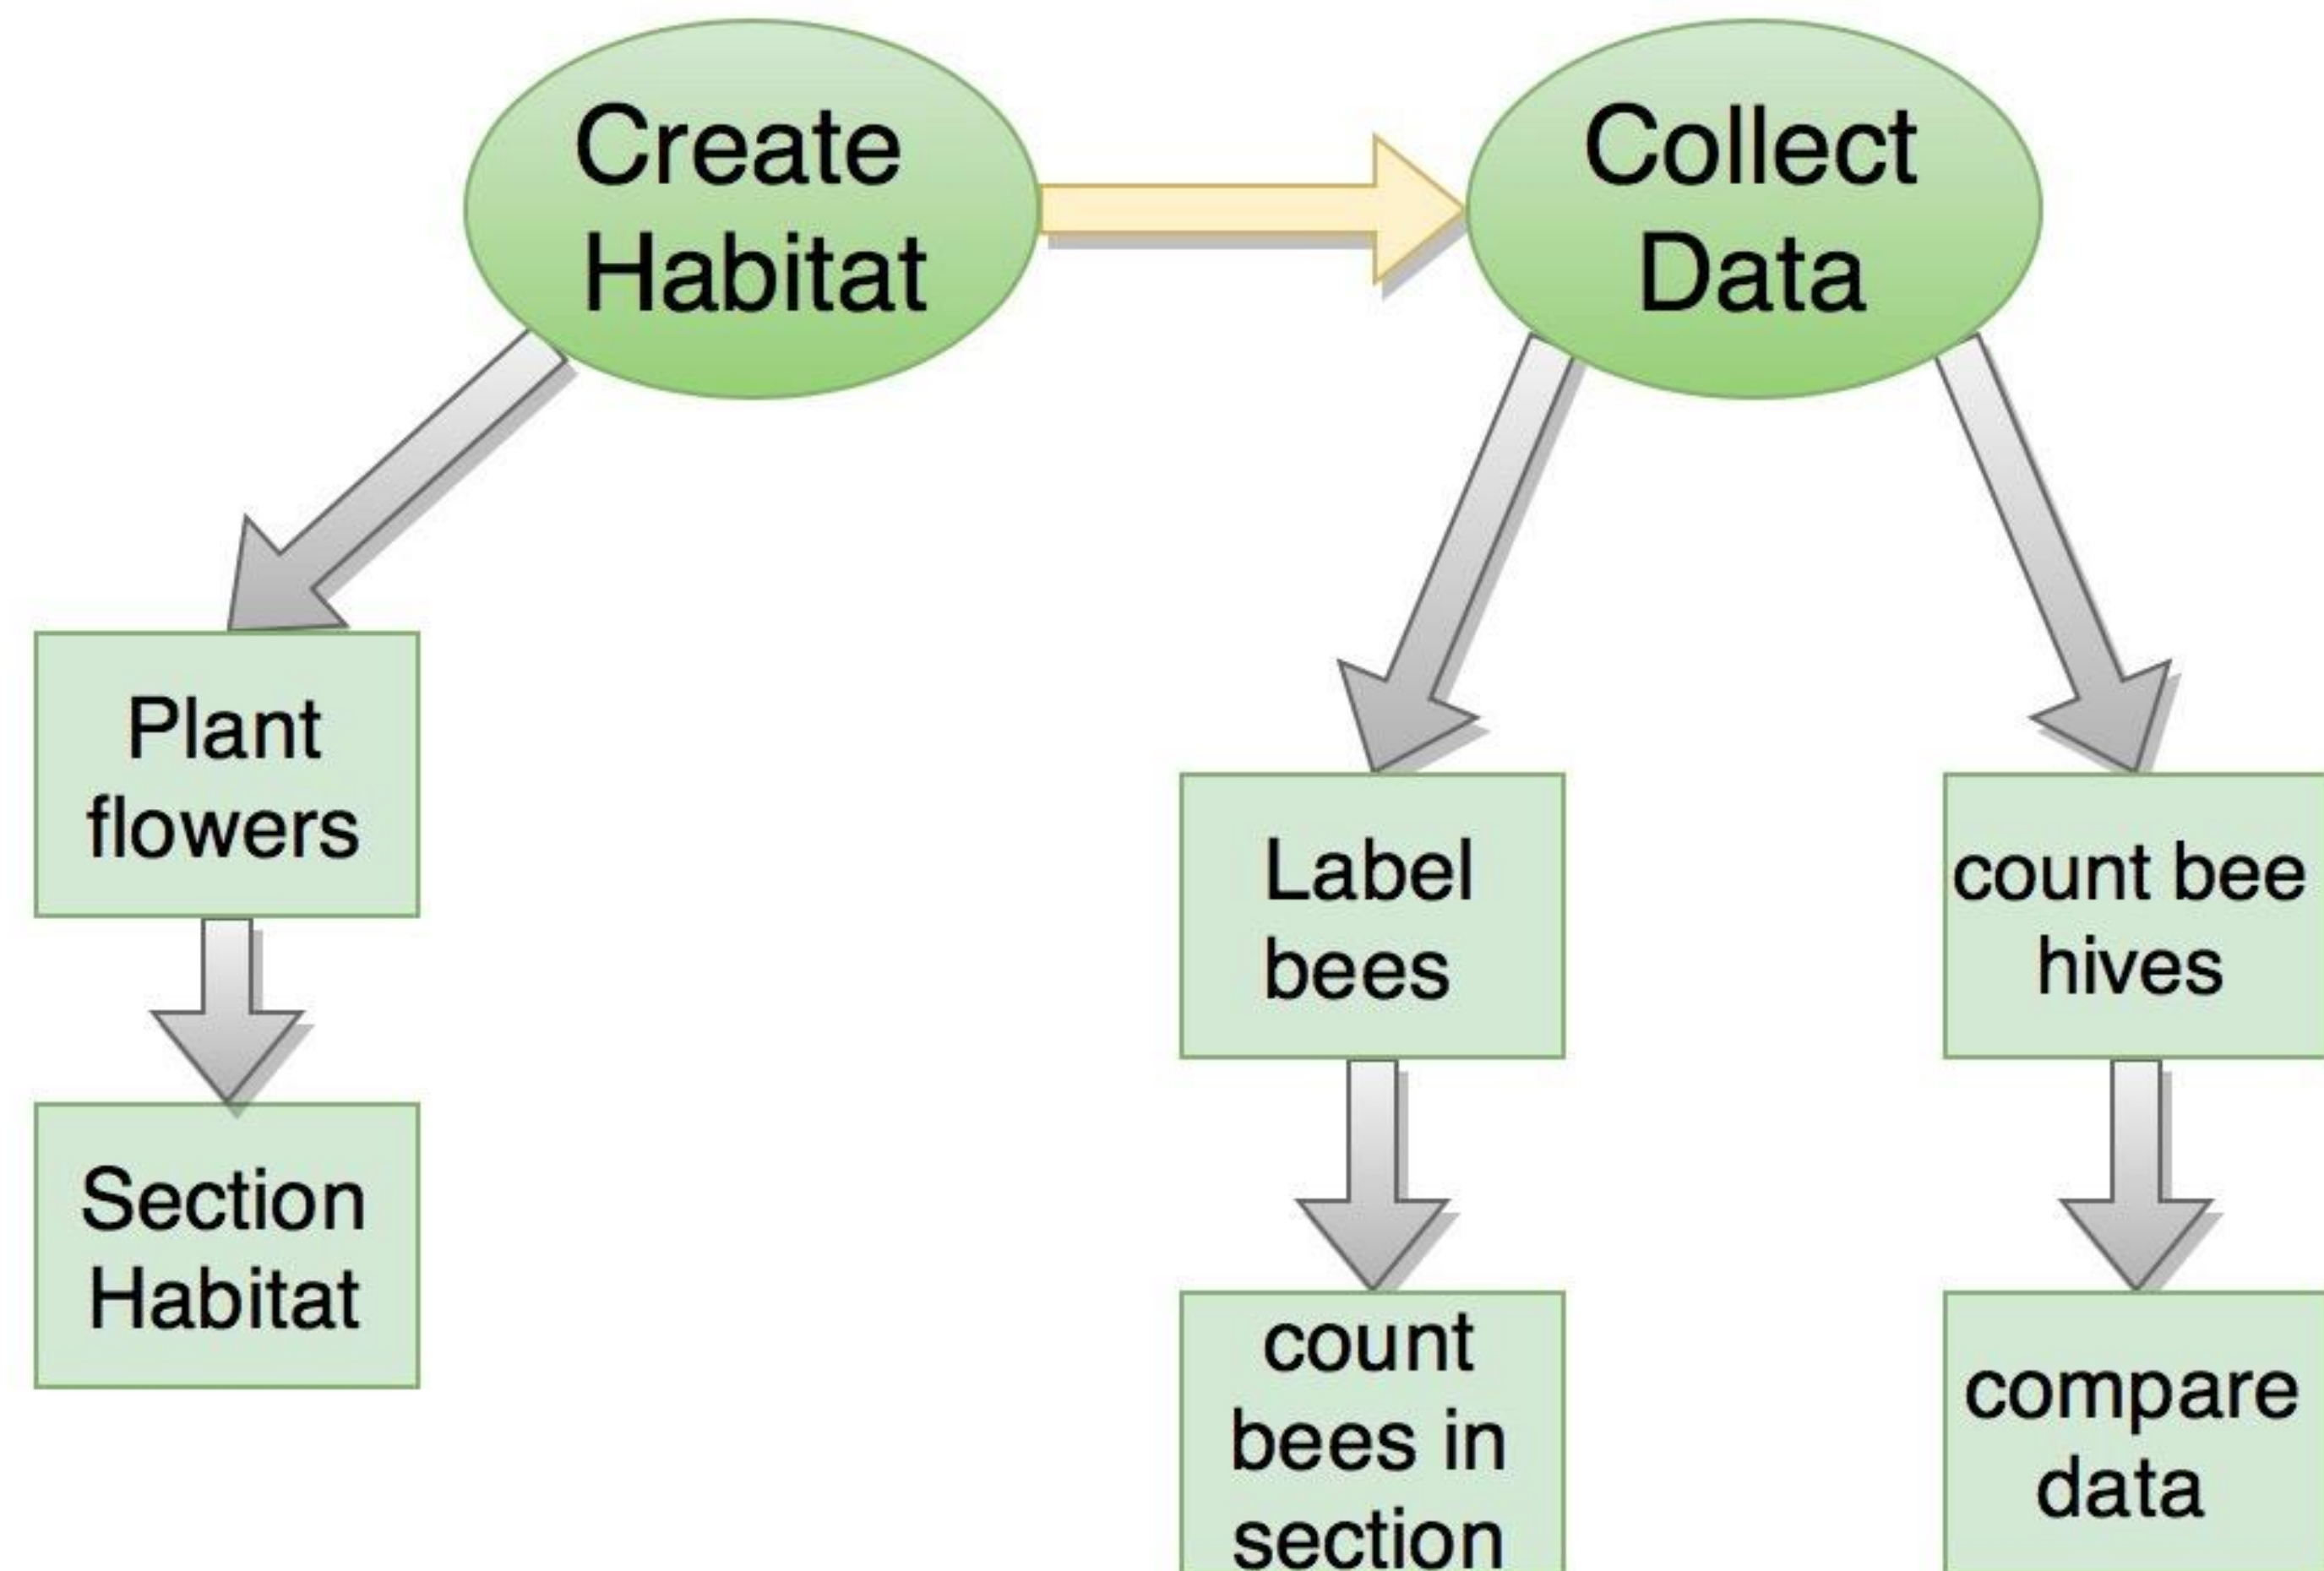 Create
Habitat
Collect
Data
Plant
flowers
Section
Habitat
Label
bees
count bees in
section
count bee
hives
compare
data